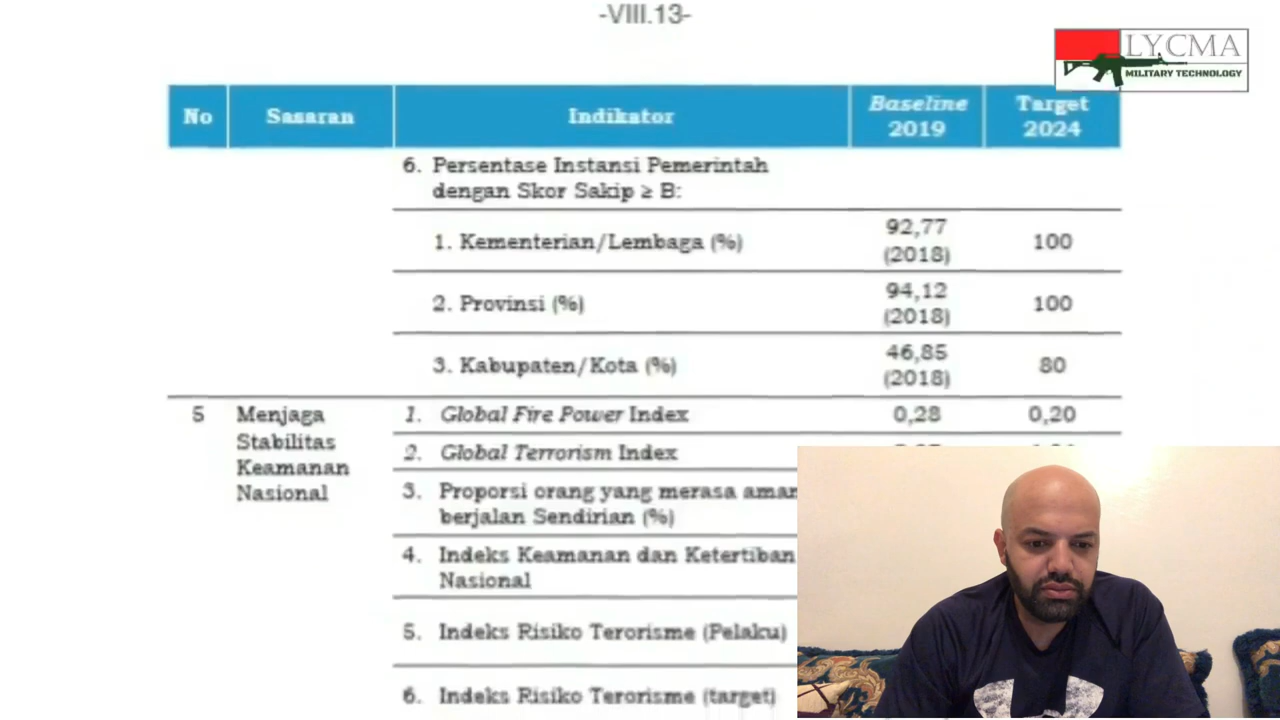 -VIII.13-
LYCMA
MILITARY TECHNOLOGY
No Sasaran Indikator Baseline 2019 Target 2024
6. Persentase Instansi Pemerintah
dengan Skor Sakip ≥ B:
1. Kementerian/Lembaga (%) 92,77 (2018) 100
2. Provinsi (%) 94,12 (2018) 100
3. Kabupaten/Kota (%) 46,85 (2018) 80
5 Menjaga Stabilitas Keamanan Nasional
1. Global Fire Power Index 0,28 0,20
2. Global Terrorism Index
3. Proporsi orang yang merasa aman
berjalan Sendirian (%)
4. Indeks Keamanan dan Ketertiban
Nasional
5. Indeks Risiko Terorisme (Pelaku)
6. Indeks Risiko Terorisme (target)